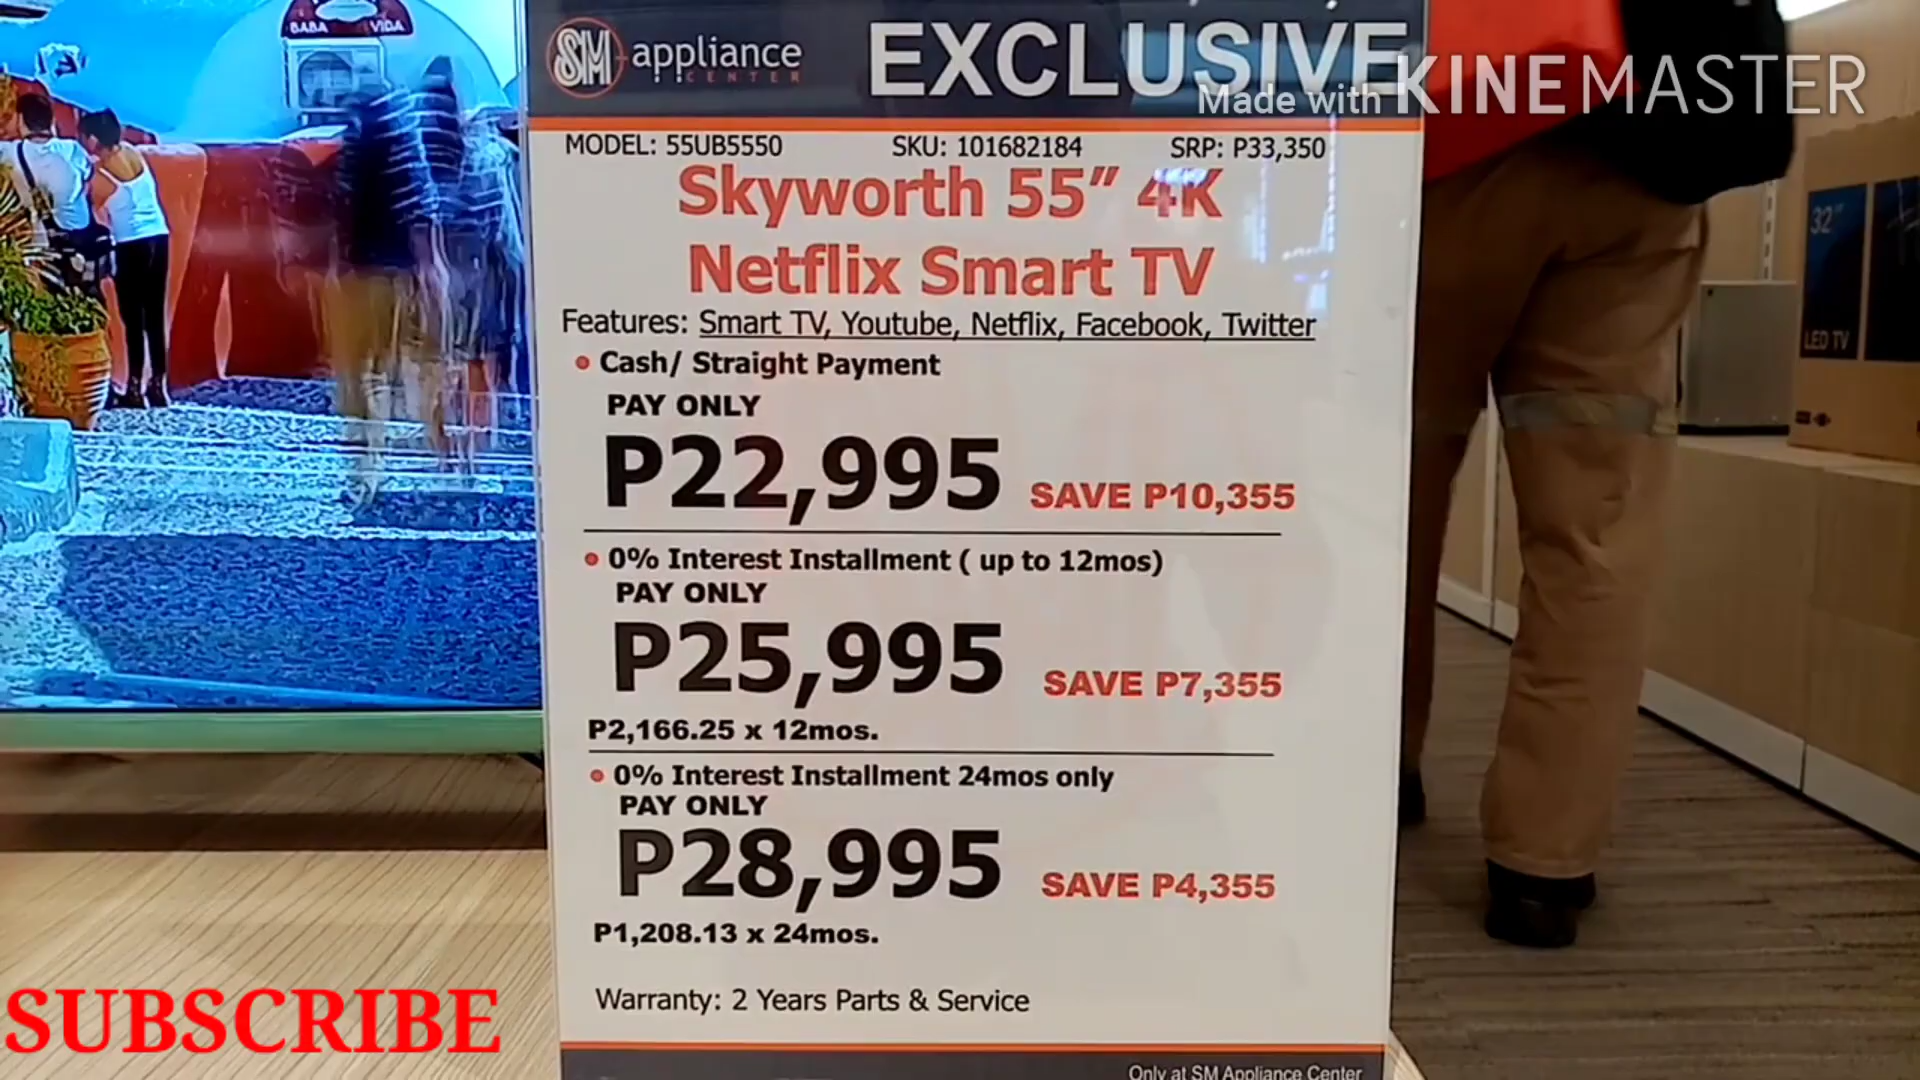 BABA VIDA
SM appliance CENTER
EXCLUSIVE
Made with KINEMASTER
MODEL: 55UB5550 SKU: 101682184 SRP: P33,350
Skyworth 55" 4K
Netflix Smart TV
Features: Smart TV, Youtube, Netflix, Facebook, Twitter
• Cash/ Straight Payment
PAY ONLY
P22,995 SAVE P10,355
• 0% Interest Installment ( up to 12mos)
PAY ONLY
P25,995 SAVE P7,355
P2,166.25 x 12mos.
• 0% Interest Installment 24mos only
PAY ONLY
P28,995 SAVE P4,355
P1,208.13 x 24mos.
Warranty: 2 Years Parts & Service
Only at SM Appliance Center
32"
LED TV
SUBSCRIBE